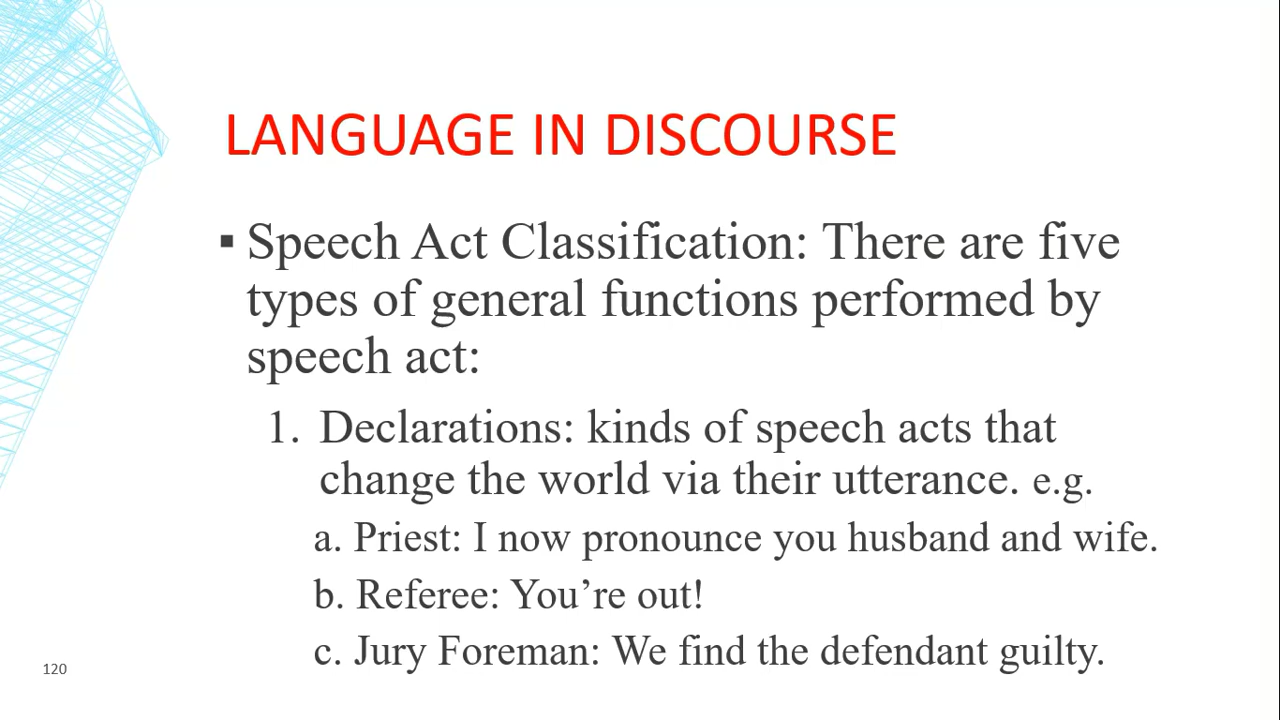 LANGUAGE IN DISCOURSE
▪ Speech Act Classification: There are five
types of general functions performed by
speech act:
1. Declarations: kinds of speech acts that
change the world via their utterance. e.g.
a. Priest: I now pronounce you husband and wife.
b. Referee: You’re out!
c. Jury Foreman: We find the defendant guilty.
120